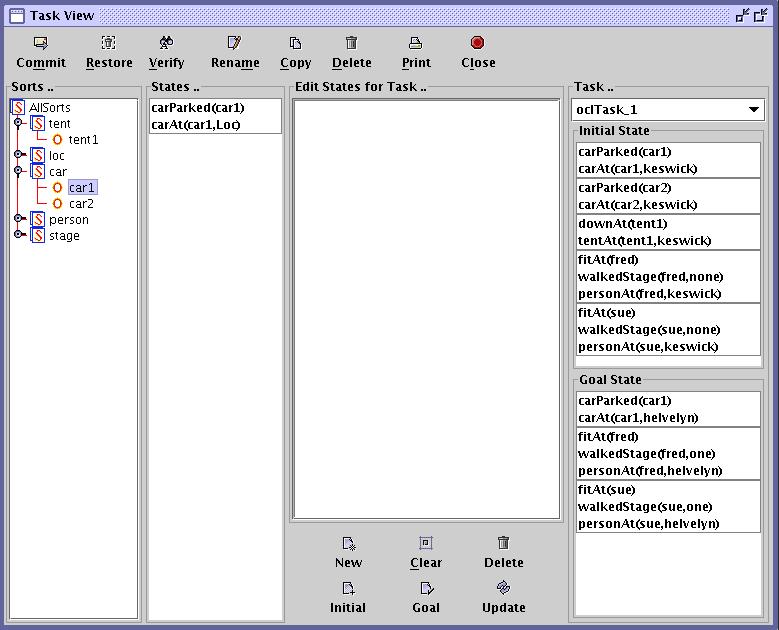 Task View
Commit Restore Verify Rename Copy Delete Print Close
Sorts ..
AllSorts
tent
tent1
loc
car
car1
car2
person
stage
States ..
carParked(car1)
carAt(car1,Loc)
Edit States for Task ..
New Clear Delete
Initial Goal Update
Task ..
oclTask_1
Initial State
carParked(car1)
carAt(car1,keswick)
carParked(car2)
carAt(car2,keswick)
downAt(tent1)
tentAt(tent1,keswick)
fitAt(fred)
walkedStage(fred,none)
personAt(fred,keswick)
fitAt(sue)
walkedStage(sue,none)
personAt(sue,keswick)
Goal State
carParked(car1)
carAt(car1,helvelyn)
fitAt(fred)
walkedStage(fred,one)
personAt(fred,helvelyn)
fitAt(sue)
walkedStage(sue,one)
personAt(sue,helvelyn)